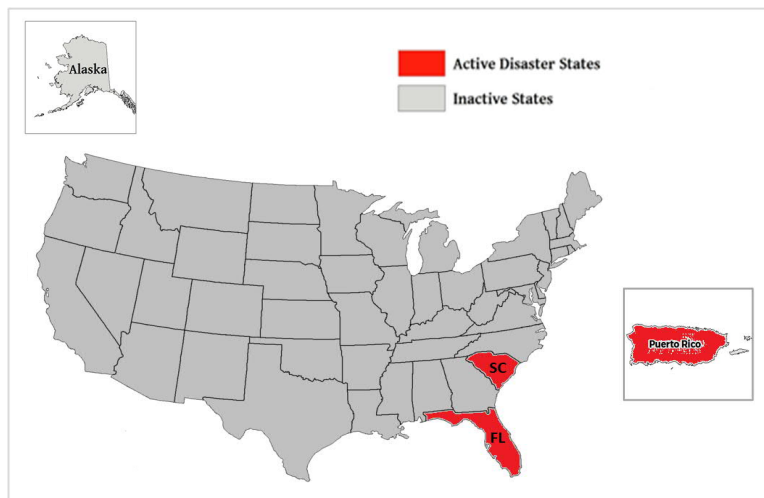 Alaska
Active Disaster States
Inactive States
SC
FL
Puerto Rico